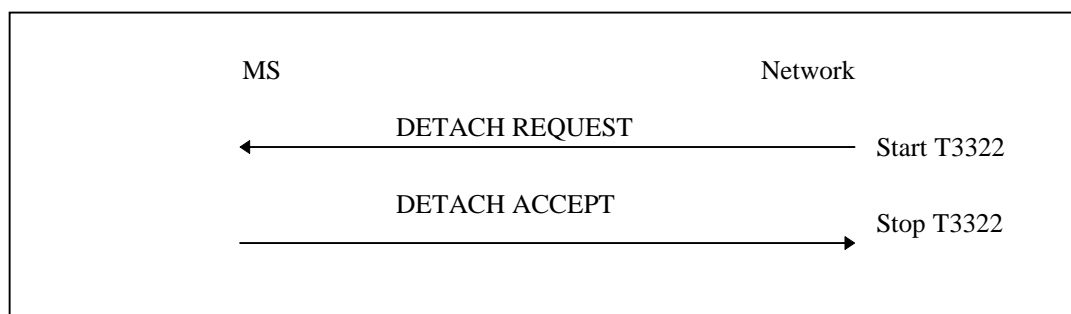 MS Network
DETACH REQUEST
Start T3322
DETACH ACCEPT
Stop T3322